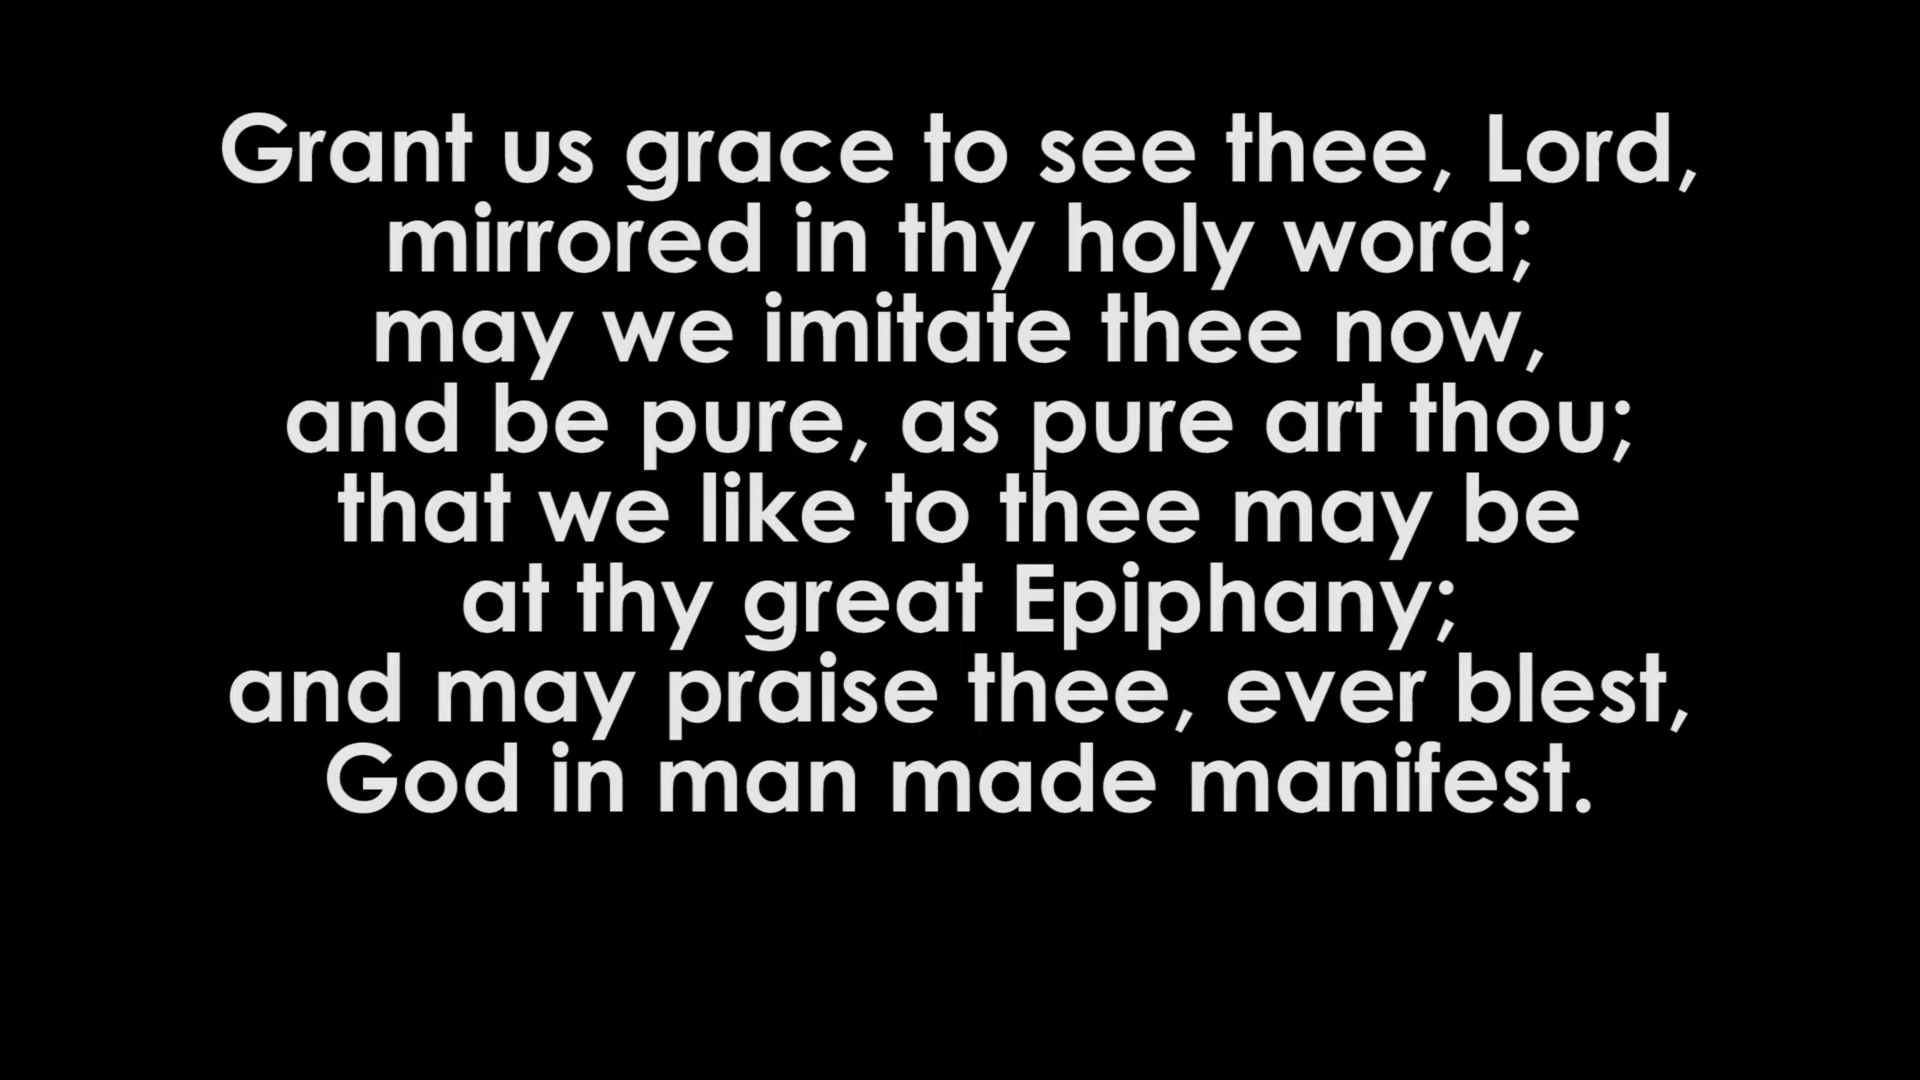 Grant us grace to see thee, Lord,
mirrored in thy holy word;
may we imitate thee now,
and be pure, as pure art thou;
that we like to thee may be
at thy great Epiphany;
and may praise thee, ever blest,
God in man made manifest.